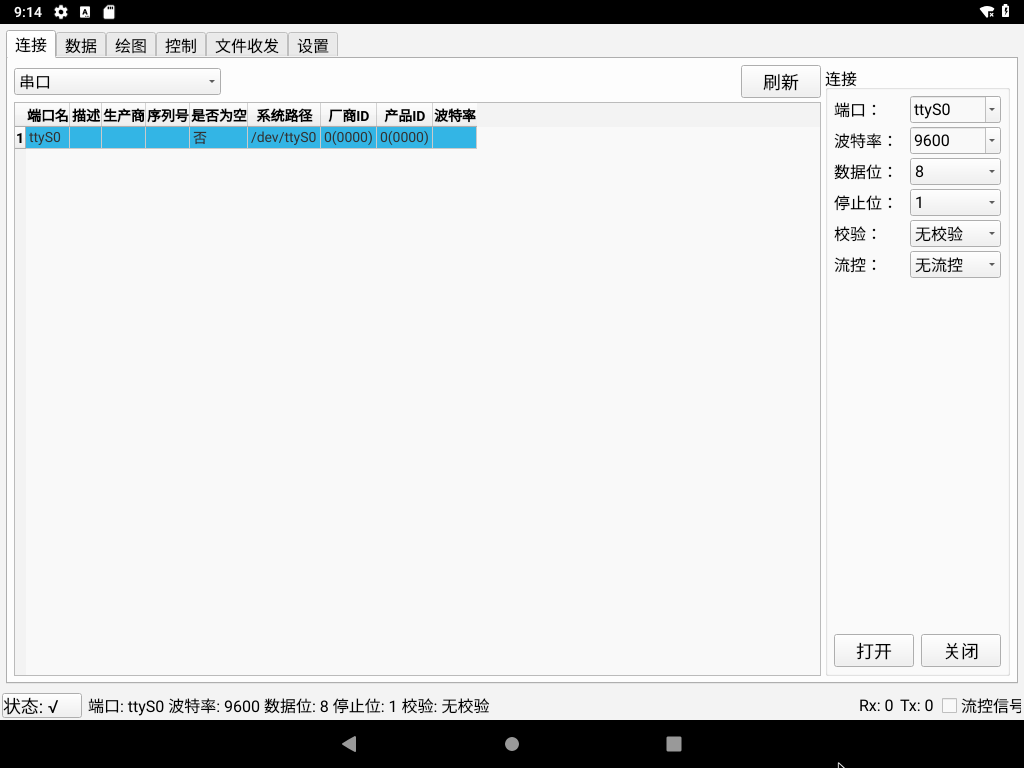 9:14
连接 数据 绘图 控制 文件收发 设置
串口 刷新
端口名 描述 生产商 序列号 是否为空 系统路径 厂商ID 产品ID 波特率
1 ttyS0 否 /dev/ttyS0 0(0000) 0(0000)
连接
端口： ttyS0
波特率： 9600
数据位： 8
停止位： 1
校验： 无校验
流控： 无流控
打开 关闭
状态: √ 端口: ttyS0 波特率: 9600 数据位: 8 停止位: 1 校验: 无校验 Rx: 0 Tx: 0 流控信号